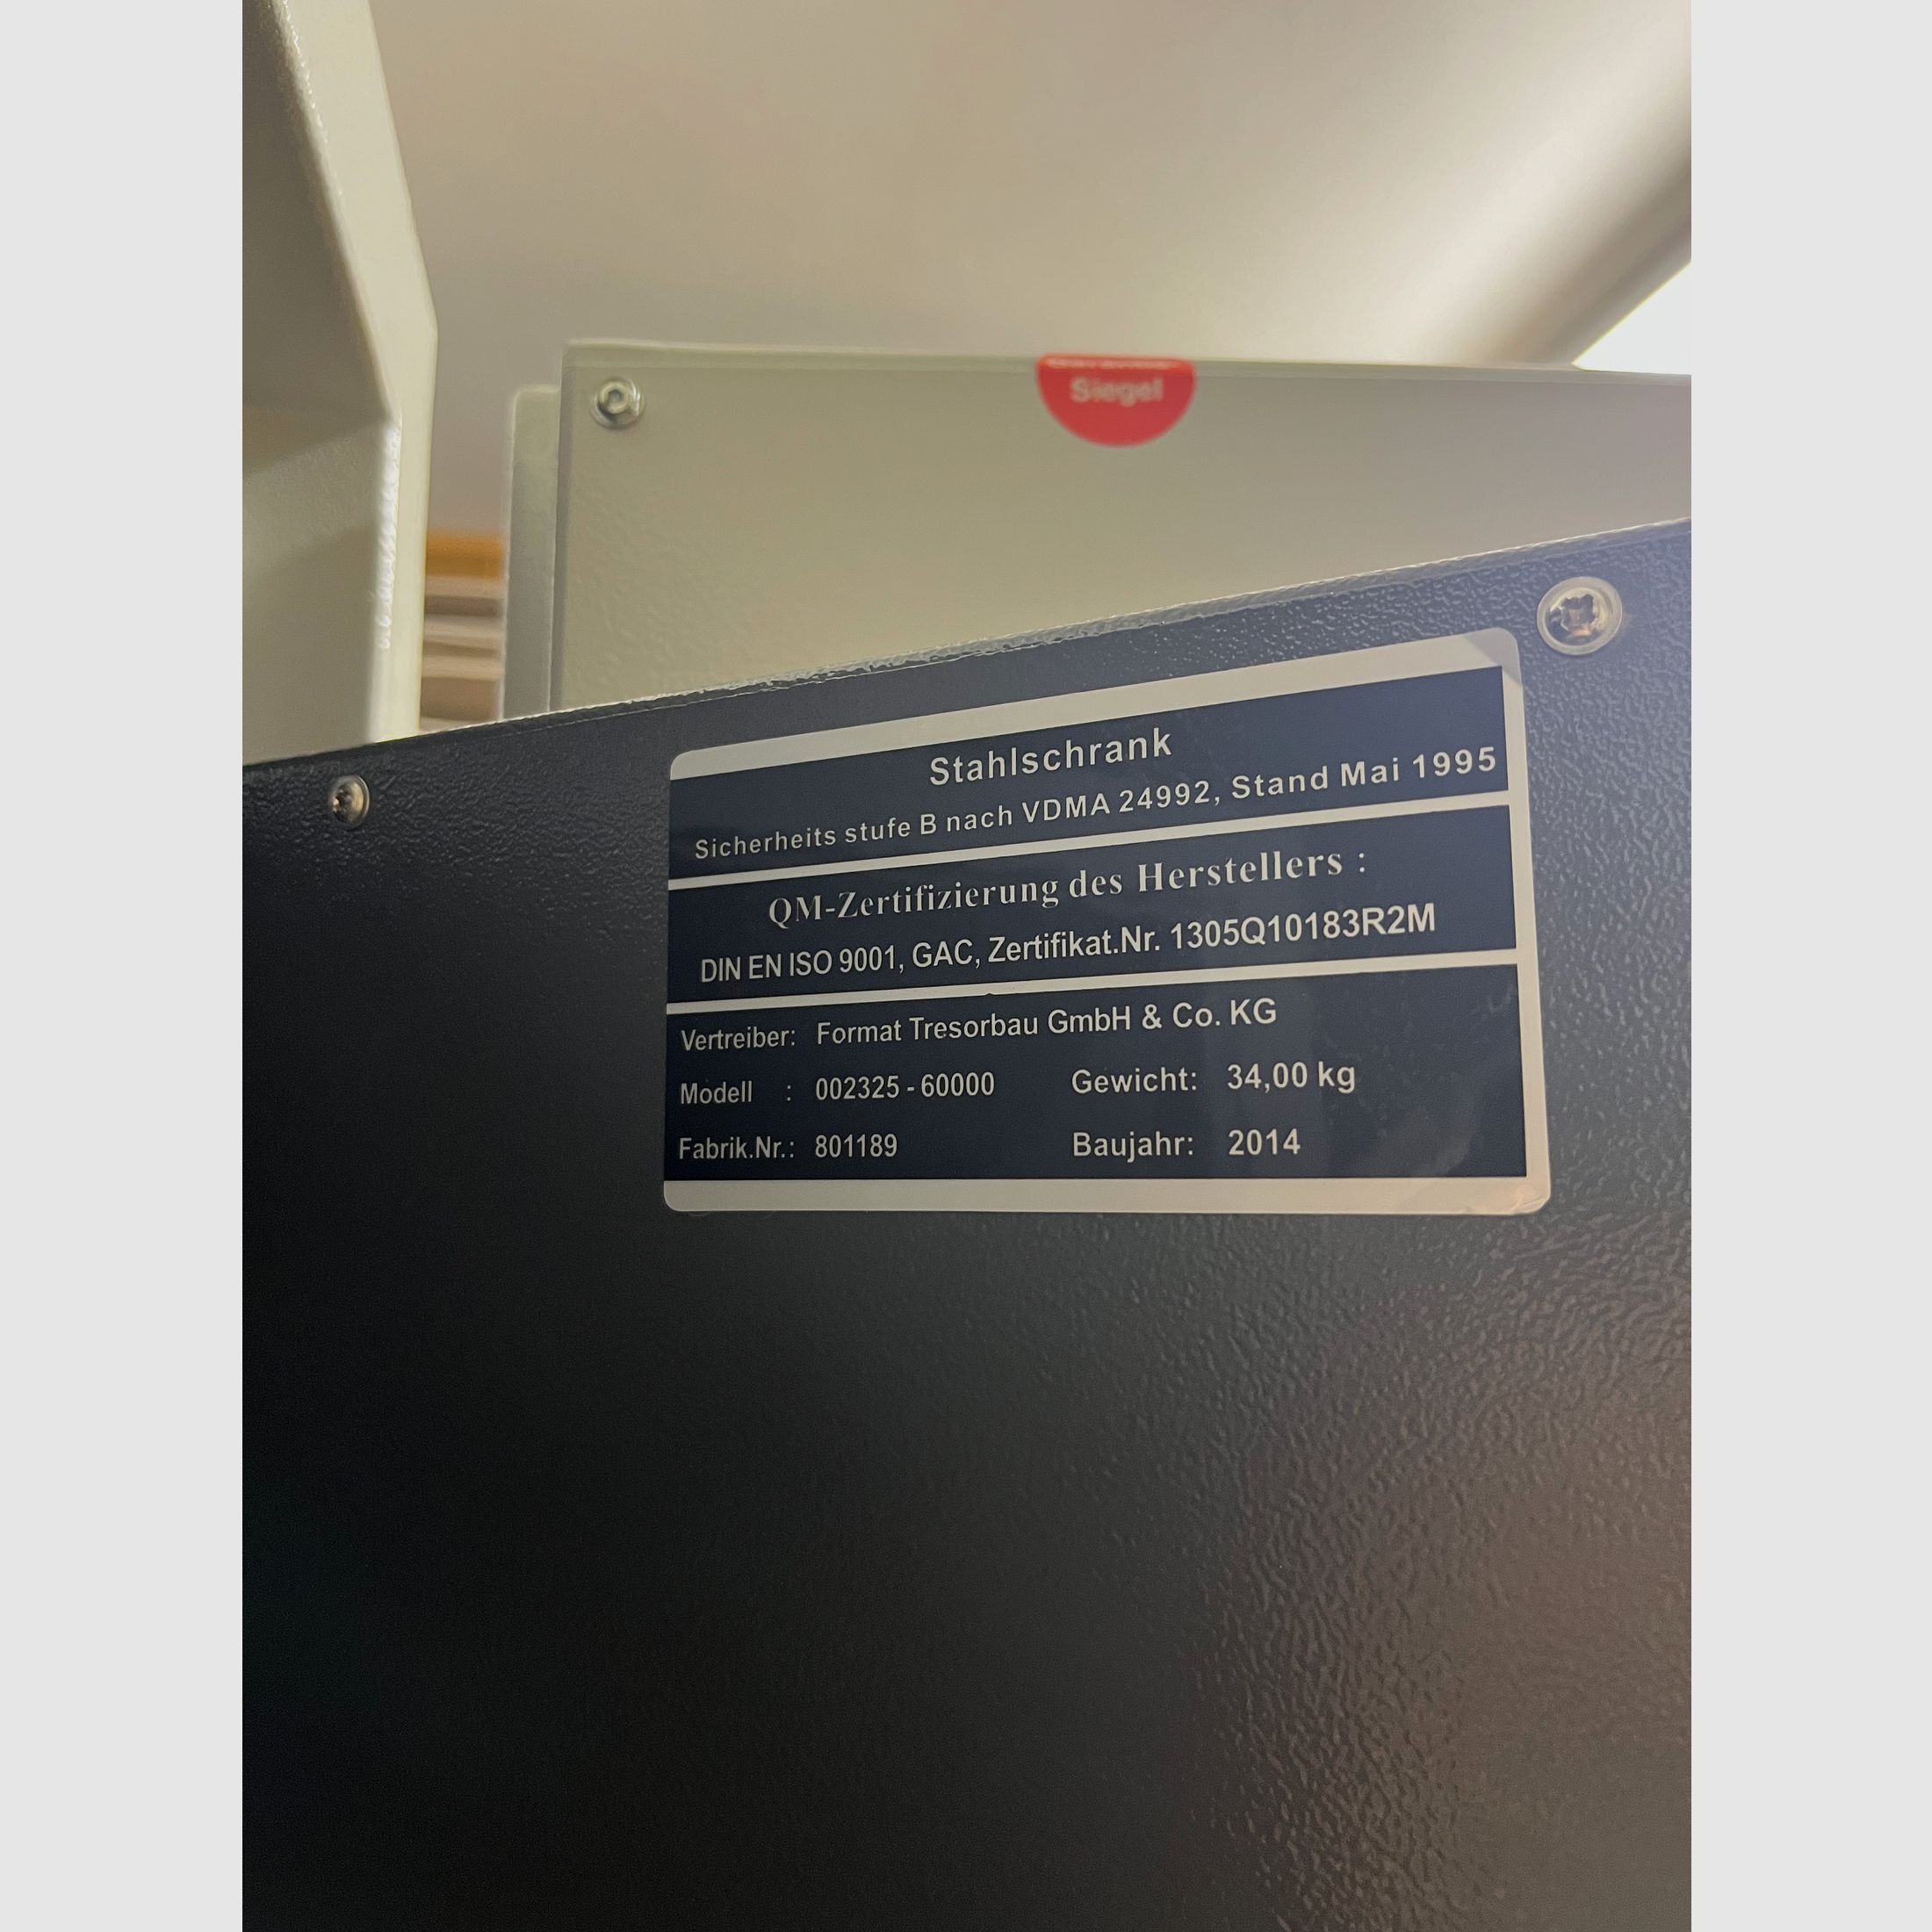 Siegel
Stahlschrank
Sicherheits stufe B nach VDMA 24992, Stand Mai 1995
QM-Zertifizierung des Herstellers :
DIN EN ISO 9001, GAC, Zertifikat.Nr. 1305Q10183R2M
Vertreiber: Format Tresorbau GmbH & Co. KG
Modell : 002325 - 60000 Gewicht: 34,00 kg
Fabrik.Nr.: 801189 Baujahr: 2014